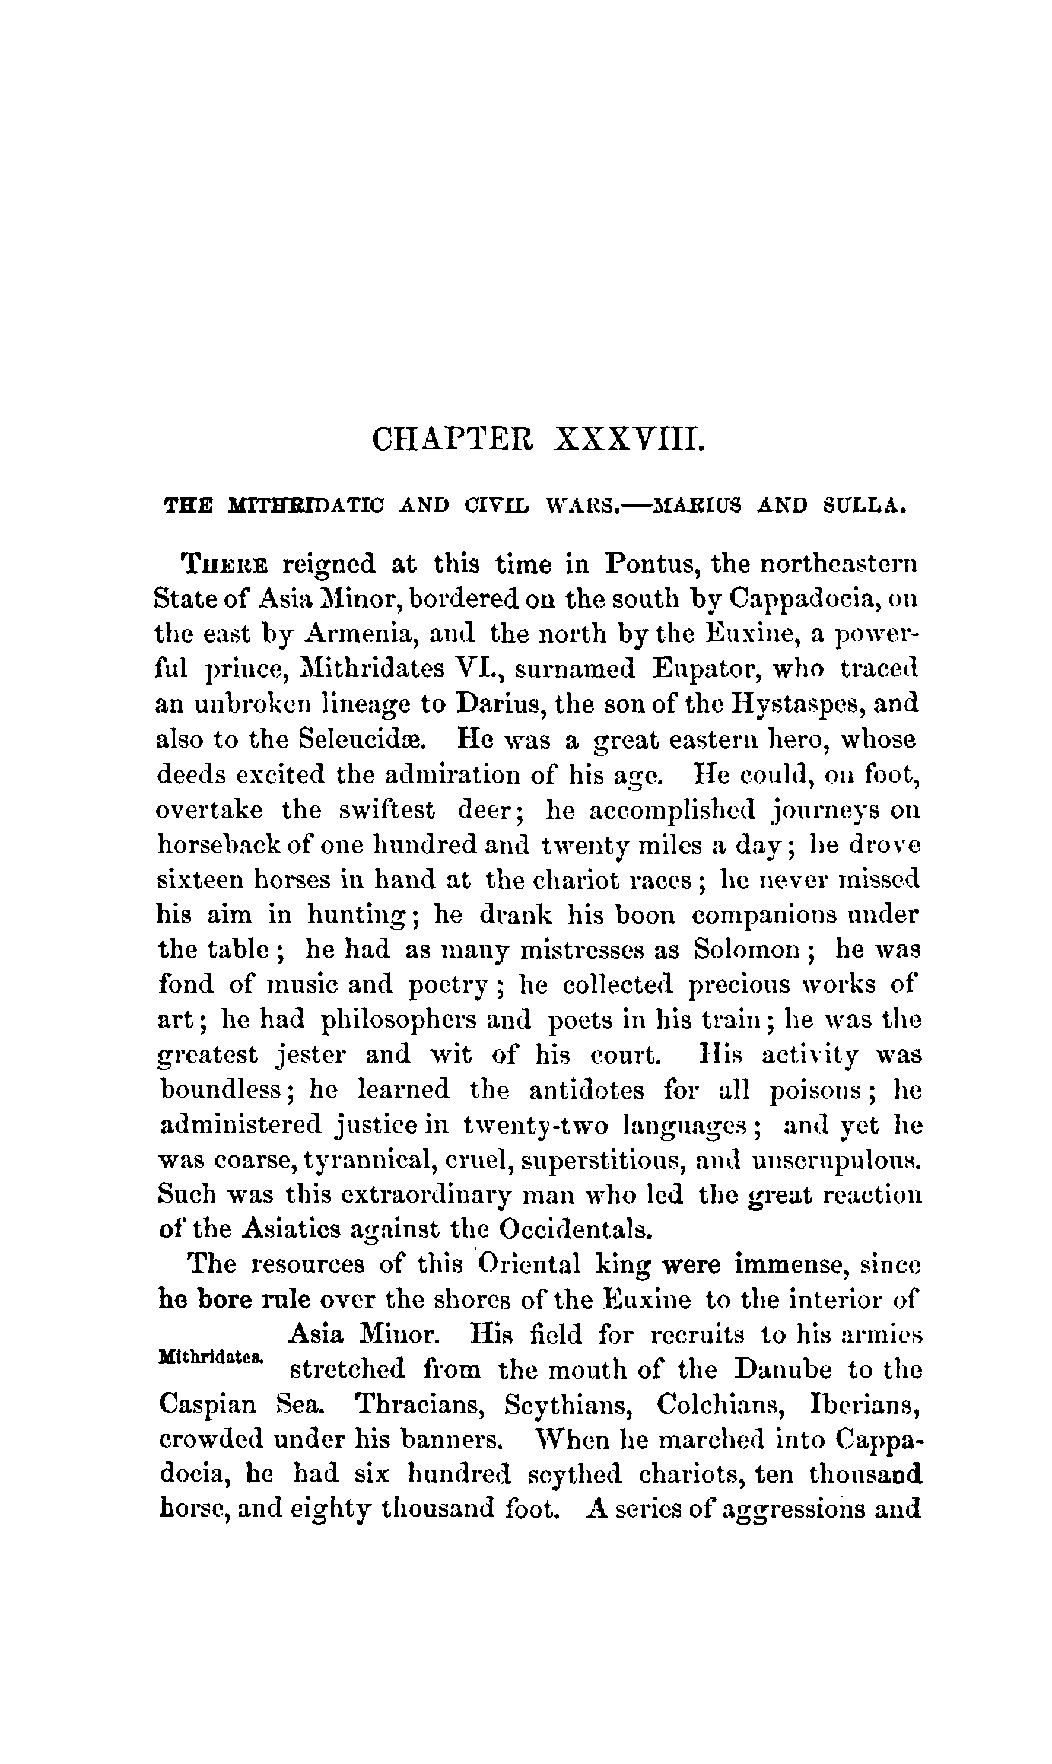 CHAPTER XXXVIII.
THE MITHRIDATIC AND CIVIL WARS.—MARIUS AND SULLA.
THERE reigned at this time in Pontus, the northeastern
State of Asia Minor, bordered on the south by Cappadocia, on
the east by Armenia, and the north by the Euxine, a power-
ful prince, Mithridates VI., surnamed Eupator, who traced
an unbroken lineage to Darius, the son of the Hystaspes, and
also to the Seleucidæ. He was a great eastern hero, whose
deeds excited the admiration of his age. He could, on foot,
overtake the swiftest deer; he accomplished journeys on
horseback of one hundred and twenty miles a day; he drove
sixteen horses in hand at the chariot races; he never missed
his aim in hunting; he drank his boon companions under
the table; he had as many mistresses as Solomon; he was
fond of music and poetry; he collected precious works of
art; he had philosophers and poets in his train; he was the
greatest jester and wit of his court. His activity was
boundless; he learned the antidotes for all poisons; he
administered justice in twenty-two languages; and yet he
was coarse, tyrannical, cruel, superstitious, and unscrupulous.
Such was this extraordinary man who led the great reaction
of the Asiatics against the Occidentals.
The resources of this Oriental king were immense, since
he bore rule over the shores of the Euxine to the interior of
Asia Minor. His field for recruits to his armies
Mithridates.
stretched from the mouth of the Danube to the
Caspian Sea. Thracians, Scythians, Colchians, Iberians,
crowded under his banners. When he marched into Cappa-
docia, he had six hundred scythed chariots, ten thousand
horse, and eighty thousand foot. A series of aggressions and